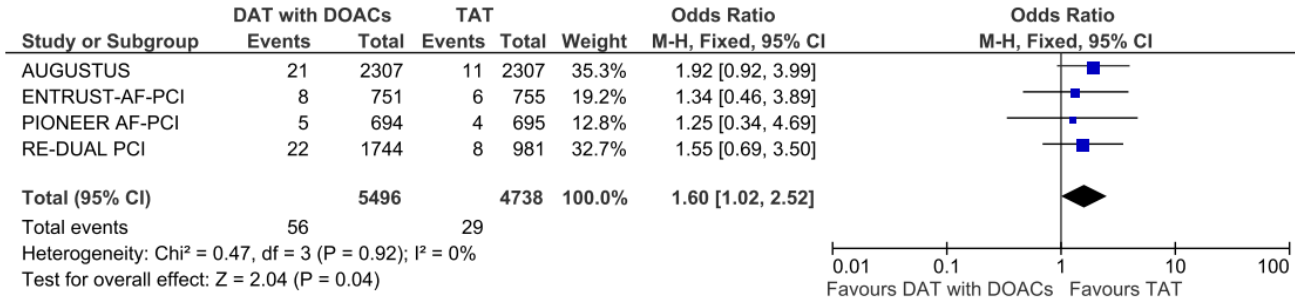 DAT with DOACs TAT Odds Ratio Odds Ratio
Study or Subgroup Events Total Events Total Weight M-H, Fixed, 95% CI M-H, Fixed, 95% CI
AUGUSTUS 21 2307 11 2307 35.3% 1.92 [0.92, 3.99]
ENTRUST-AF-PCI 8 751 6 755 19.2% 1.34 [0.46, 3.89]
PIONEER AF-PCI 5 694 4 695 12.8% 1.25 [0.34, 4.69]
RE-DUAL PCI 22 1744 8 981 32.7% 1.55 [0.69, 3.50]
Total (95% CI) 5496 4738 100.0% 1.60 [1.02, 2.52]
Total events 56 29
Heterogeneity: Chi² = 0.47, df = 3 (P = 0.92); I² = 0%
Test for overall effect: Z = 2.04 (P = 0.04)
0.01 0.1 1 10 100
Favours DAT with DOACs Favours TAT